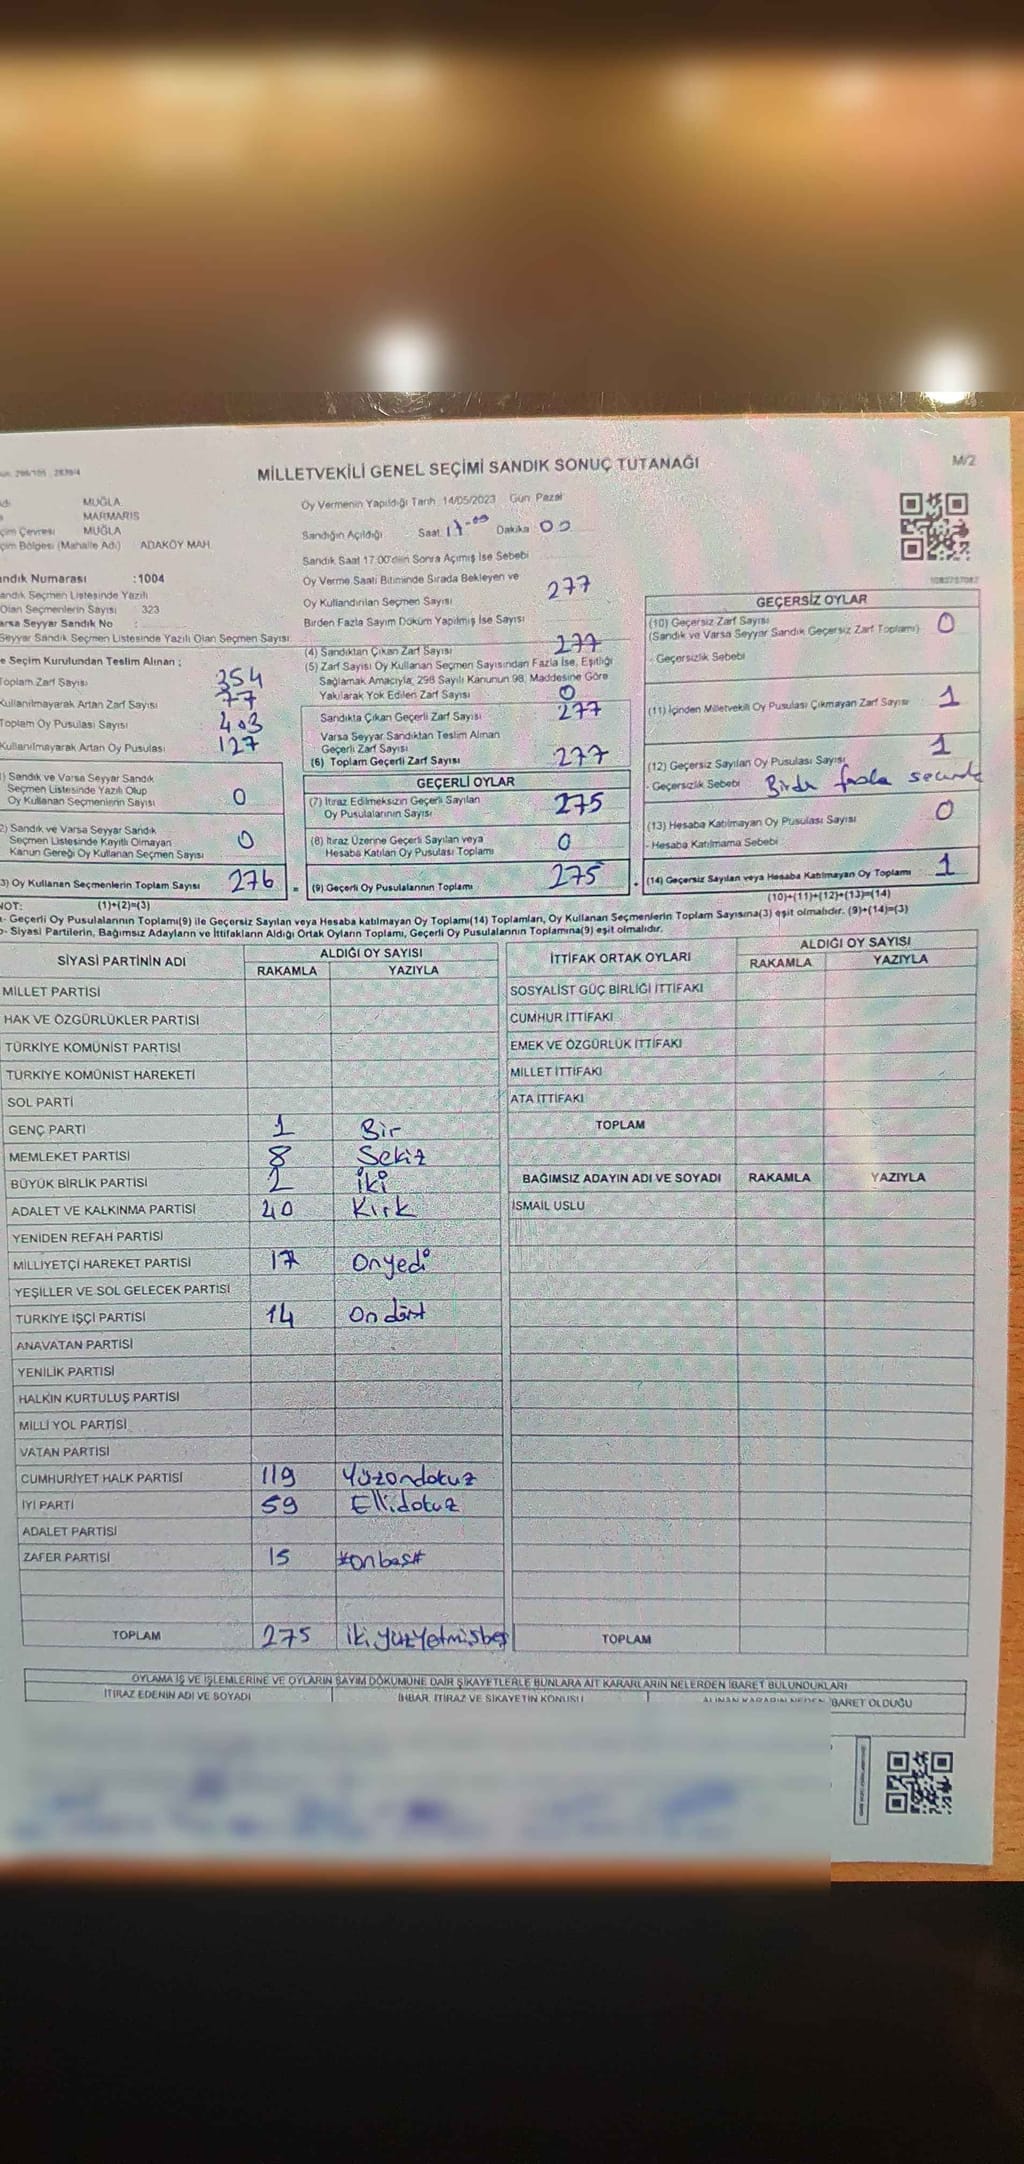 MİLLETVEKİLİ GENEL SEÇİMİ SANDIK SONUÇ TUTANAĞI
M/2
MUĞLA
MARMARİS
çim Çevresi MUĞLA
çim Bölgesi (Mahalle Adı) ADAKÖY MAH.
andık Numarası :1004
andık Seçmen Listesinde Yazılı
Olan Seçmenlerin Sayısı 323
arsa Seyyar Sandık No :
Seyyar Sandık Seçmen Listesinde Yazılı Olan Seçmen Sayısı:
e Seçim Kurulundan Teslim Alınan ;
Toplam Zarf Sayısı 354
Kullanılmayarak Artan Zarf Sayısı 77
Toplam Oy Pusulası Sayısı 403
Kullanılmayarak Artan Oy Pusulası 127
1) Sandık ve Varsa Seyyar Sandık
Seçmen Listesinde Yazılı Olup
Oy Kullanan Seçmenlerin Sayısı 0
2) Sandık ve Varsa Seyyar Sandık
Seçmen Listesinde Kayıtlı Olmayan
Kanun Gereği Oy Kullanan Seçmen Sayısı 0
3) Oy Kullanan Seçmenlerin Toplam Sayısı 276 =
Oy Vermenin Yapıldığı Tarih 14/05/2023 Gün Pazar
Sandığın Açıldığı : Saat Dakika 00
Sandık Saat 17:00'den Sonra Açımış İse Sebebi
Oy Verme Saati Bitiminde Sırada Bekleyen ve
Oy Kullandırılan Seçmen Sayısı 277
Birden Fazla Sayım Döküm Yapılmış İse Sayısı
(4) Sandıktan Çıkan Zarf Sayısı 277
(5) Zarf Sayısı Oy Kullanan Seçmen Sayısından Fazla İse, Eşitliği
Sağlamak Amacıyla; 298 Sayılı Kanunun 98. Maddesine Göre
Yakılarak Yok Edilen Zarf Sayısı 0
Sandıkta Çıkan Geçerli Zarf Sayısı 277
Varsa Seyyar Sandıktan Teslim Alınan
Geçerli Zarf Sayısı
(6) Toplam Geçerli Zarf Sayısı 277
GEÇERLİ OYLAR
(7) İtiraz Edilmeksizin Geçerli Sayılan
Oy Pusulalarının Sayısı 275
(8) İtiraz Üzerine Geçerli Sayılan veya
Hesaba Katılan Oy Pusulası Toplamı 0
(9) Geçerli Oy Pusulalarının Toplamı 275
GEÇERSİZ OYLAR
(10) Geçersiz Zarf Sayısı
(Sandık ve Varsa Seyyar Sandık Geçersiz Zarf Toplamı) 0
- Geçersizlik Sebebi
(11) İçinden Milletvekili Oy Pusulası Çıkmayan Zarf Sayısı 1
(12) Geçersiz Sayılan Oy Pusulası Sayısı 1
- Geçersizlik Sebebi fazla
(13) Hesaba Katılmayan Oy Pusulası Sayısı 0
- Hesaba Katılmama Sebebi
(14) Geçersiz Sayılan veya Hesaba Katılmayan Oy Toplamı 1
NOT: (1)+(2)=(3) (10)+(11)+(12)+(13)=(14)
a- Geçerli Oy Pusulalarının Toplamı(9) ile Geçersiz Sayılan veya Hesaba katılmayan Oy Toplamı(14) Toplamları, Oy Kullanan Seçmenlerin Toplam Sayısına(3) eşit olmalıdır. (9)+(14)=(3)
b- Siyasi Partilerin, Bağımsız Adayların ve İttifakların Aldığı Ortak Oyların Toplamı, Geçerli Oy Pusulalarının Toplamına(9) eşit olmalıdır.
SİYASİ PARTİNİN ADI ALDIĞI OY SAYISI
RAKAMLA YAZIYLA
MİLLET PARTİSİ
HAK VE ÖZGÜRLÜKLER PARTİSİ
TÜRKİYE KOMÜNİST PARTİSİ
TÜRKİYE KOMÜNİST HAREKETİ
SOL PARTİ
GENÇ PARTİ 1 Bir
MEMLEKET PARTİSİ 8 Sekiz
BÜYÜK BİRLİK PARTİSİ 2 iki
ADALET VE KALKINMA PARTİSİ 40 Kırk
YENİDEN REFAH PARTİSİ
MİLLİYETÇİ HAREKET PARTİSİ 17 Onyedi
YEŞİLLER VE SOL GELECEK PARTİSİ
TÜRKİYE İŞÇİ PARTİSİ 14 On dört
ANAVATAN PARTİSİ
YENİLİK PARTİSİ
HALKIN KURTULUŞ PARTİSİ
MİLLİ YOL PARTİSİ
VATAN PARTİSİ
CUMHURİYET HALK PARTİSİ 119 Yüzondokuz
İYİ PARTİ 59 Ellidokuz
ADALET PARTİSİ
ZAFER PARTİSİ 15 #onbeş#
TOPLAM 275 ikiyüzyetmişbeş
İTTİFAK ORTAK OYLARI ALDIĞI OY SAYISI
RAKAMLA YAZIYLA
SOSYALİST GÜÇ BİRLİĞİ İTTİFAKI
CUMHUR İTTİFAKI
EMEK VE ÖZGÜRLÜK İTTİFAKI
MİLLET İTTİFAKI
ATA İTTİFAKI
TOPLAM
BAĞIMSIZ ADAYIN ADI VE SOYADI RAKAMLA YAZIYLA
İSMAİL USLU
TOPLAM
OYLAMA İŞ VE İŞLEMLERİNE VE OYLARIN SAYIM DÖKÜMÜNE DAİR ŞİKAYETLERLE BUNLARA AİT KARARLARIN NELERDEN İBARET BULUNDUKLARI
İTİRAZ EDENİN ADI VE SOYADI İHBAR, İTİRAZ VE ŞİKAYETİN KONUSU ALINAN KARARIN NEDEN İBARET OLDUĞU